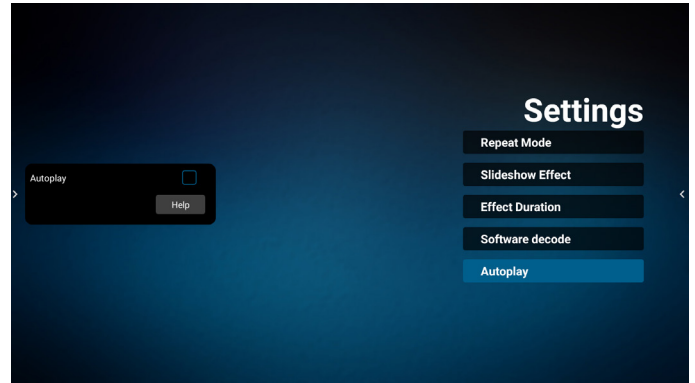 Settings
Repeat Mode
Slideshow Effect
Effect Duration
Software decode
Autoplay
Autoplay
Help